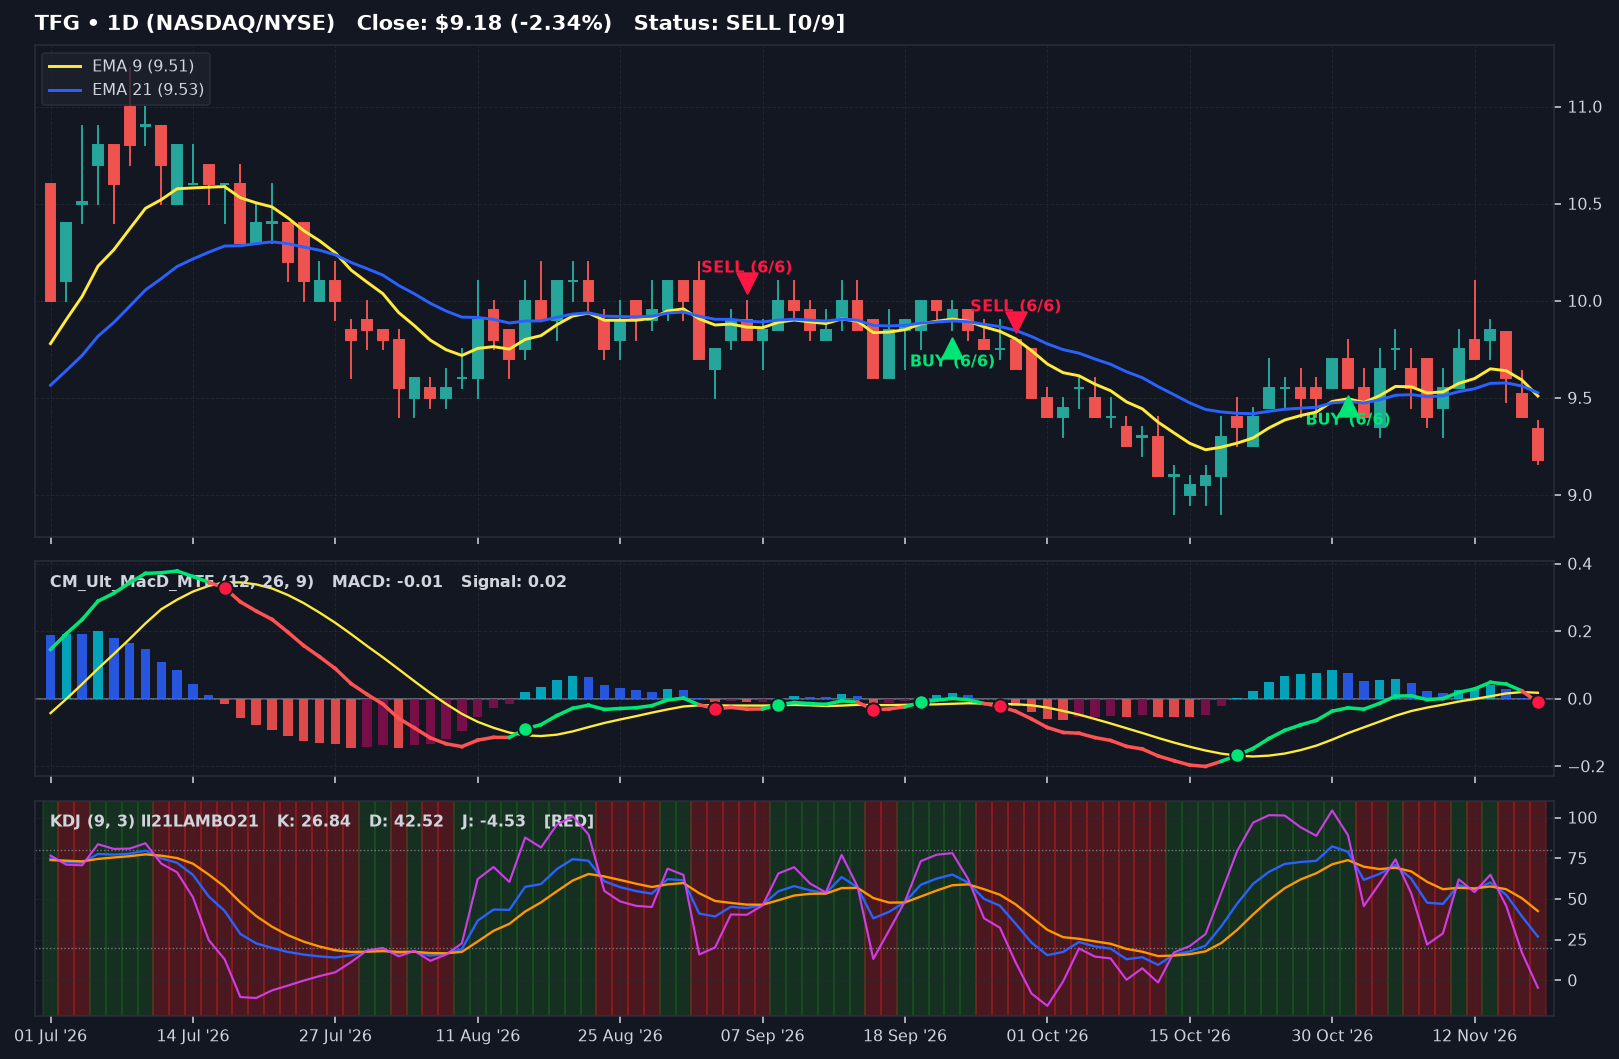 TFG • 1D (NASDAQ/NYSE)   Close: $9.18 (-2.34%)   Status: SELL [0/9]
EMA 9 (9.51)
EMA 21 (9.53)
11.0
10.5
10.0
9.5
9.0
SELL (6/6)
SELL (6/6)
BUY (6/6)
BUY (6/6)
CM_Ult_MacD_MTF (12, 26, 9)   MACD: -0.01   Signal: 0.02
0.4
0.2
0.0
−0.2
KDJ (9, 3) II21LAMBO21   K: 26.84   D: 42.52   J: -4.53   [RED]
100
75
50
25
0
01 Jul '26   14 Jul '26   27 Jul '26   11 Aug '26   25 Aug '26   07 Sep '26   18 Sep '26   01 Oct '26   15 Oct '26   30 Oct '26   12 Nov '26